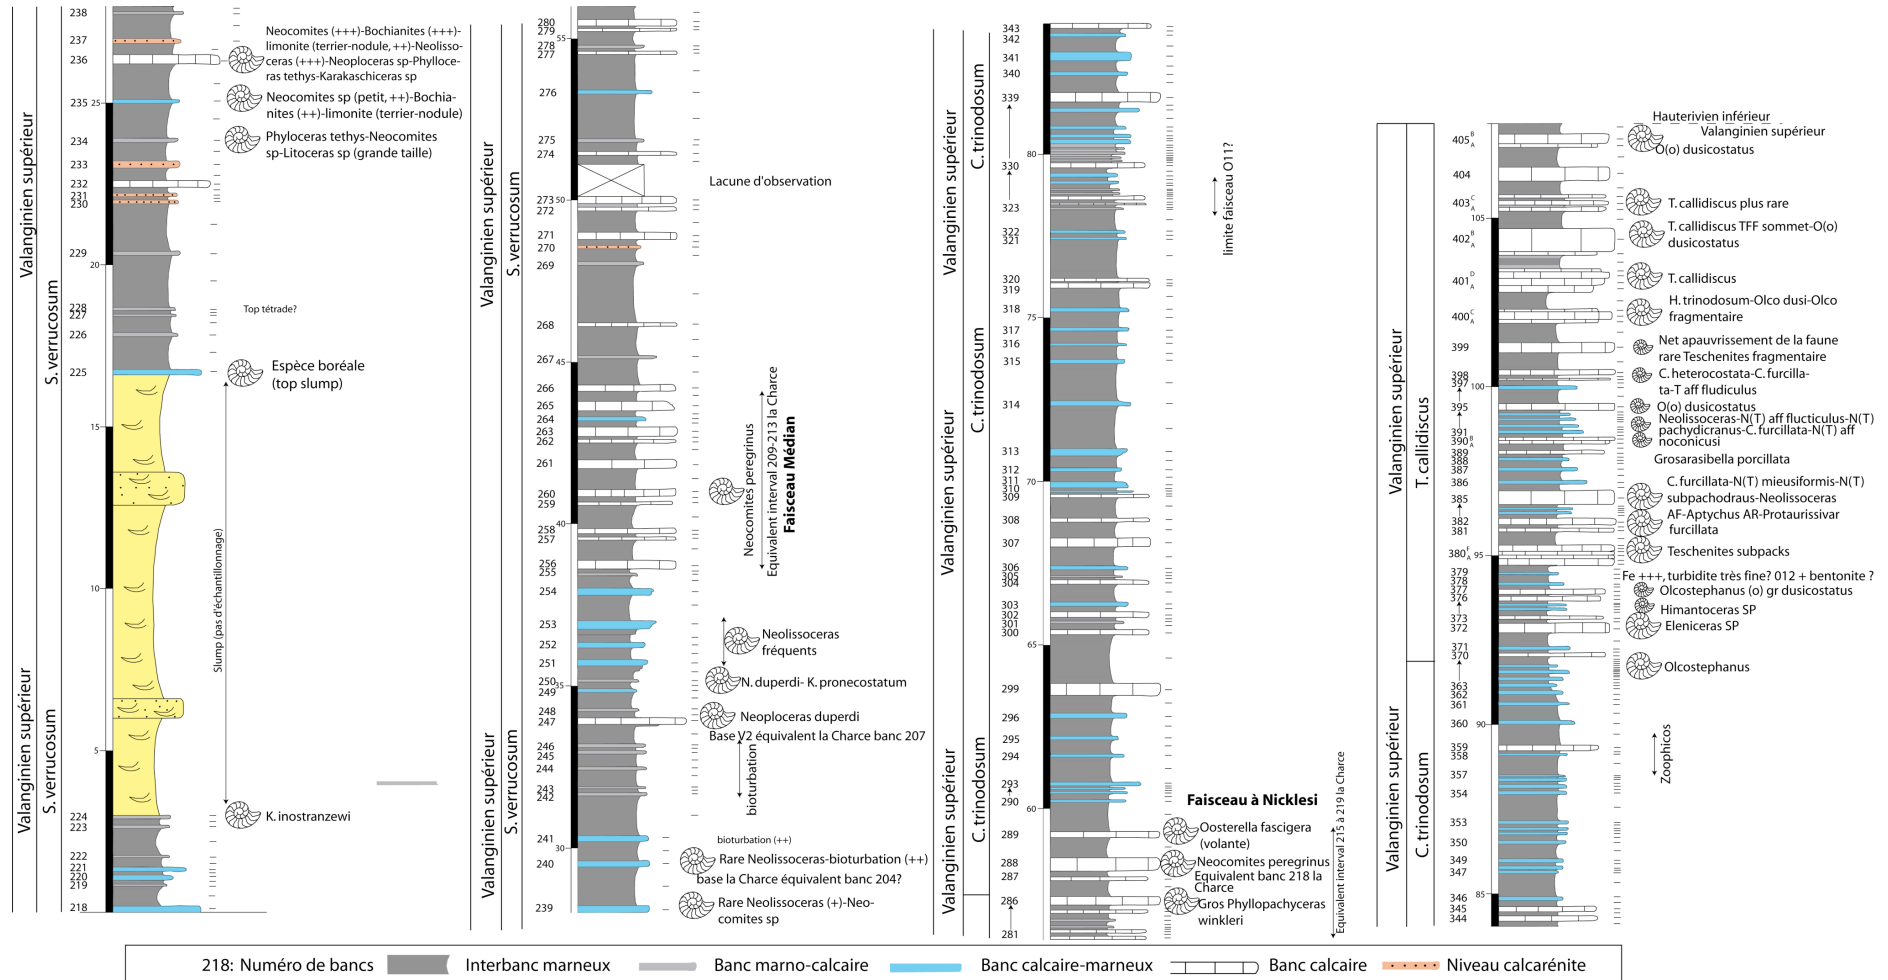 Valanginien supérieur
Valanginien supérieur
S. verrucosum
S. verrucosum
238
237
236
235 25
234
233
232
231
230
229
20
228
227
226
225
15
10
5
224
223
222
221
220
219
218
Neocomites (+++)-Bochianites (+++)-
limonite (terrier-nodule, ++)-Neolisso-
ceras (+++)-Neoploceras sp-Phylloce-
ras tethys-Karakaschiceras sp
Neocomites sp (petit, ++)-Bochia-
nites (++)-limonite (terrier-nodule)
Phyloceras tethys-Neocomites
sp-Litoceras sp (grande taille)
Top tétrade?
Espèce boréale
(top slump)
Slump (pas d'échantillonnage)
K. inostranzewi
Valanginien supérieur
Valanginien supérieur
S. verrucosum
S. verrucosum
280
279
55
278
277
276
275
274
273 50
272
271
270
269
268
267
45
266
265
264
263
262
261
260
259
40
258
257
256
255
254
253
252
251
250
35
249
248
247
246
245
244
243
242
241
30
240
239
Lacune d'observation
Neocomites peregrinus
Equivalent interval 209-213 la Charce
Faisceau Médian
Neolissoceras
fréquents
N. duperdi- K. pronecostatum
Neoploceras duperdi
Base V2 équivalent la Charce banc 207
bioturbation
bioturbation (++)
Rare Neolissoceras-bioturbation (++)
base la Charce équivalent banc 204?
Rare Neolissoceras (+)-Neo-
comites sp
Valanginien supérieur
Valanginien supérieur
Valanginien supérieur
C. trinodosum
C. trinodosum
C. trinodosum
343
342
341
340
339
80
330
323
322
321
320
319
318
75
317
316
315
314
313
312
311
70
310
309
308
307
306
305
304
303
302
301
300
65
299
296
295
294
293
290
60
289
288
287
286
281
limite faisceau O11?
Faisceau à Nicklesi
Oosterella fascigera
(volante)
Neocomites peregrinus
Equivalent banc 218 la
Charce
Gros Phyllopachyceras
winkleri
Equivalent interval 215 à 219 la Charce
Valanginien supérieur
Valanginien supérieur
T. callidiscus
C. trinodosum
405 B A
404
403 C A
105
402 B A
401 D A
400 C A
399
398
397
100
395
391
390 B A
389
388
387
386
385
382
381
380 F A
95
379
378
377
376
373
372
371
370
363
362
361
360
90
359
358
357
354
353
350
349
347
346
85
345
344
Hauterivien inférieur
Valanginien supérieur
O(o) dusicostatus
T. callidiscus plus rare
T. callidiscus TFF sommet-O(o)
dusicostatus
T. callidiscus
H. trinodosum-Olco dusi-Olco
fragmentaire
Net apauvrissement de la faune
rare Teschenites fragmentaire
C. heterocostata-C. furcilla-
ta-T aff fludiculus
O(o) dusicostatus
Neolissoceras-N(T) aff flucticulus-N(T)
pachydicranus-C. furcillata-N(T) aff
noconicusi
Grosarasibella porcillata
C. furcillata-N(T) mieusiformis-N(T)
subpachodraus-Neolissoceras
AF-Aptychus AR-Protaurissivar
furcillata
Teschenites subpacks
Fe +++, turbidite très fine? 012 + bentonite ?
Olcostephanus (o) gr dusicostatus
Himantoceras SP
Eleniceras SP
Olcostephanus
Zoophicos
218: Numéro de bancs
Interbanc marneux
Banc marno-calcaire
Banc calcaire-marneux
Banc calcaire
Niveau calcarénite